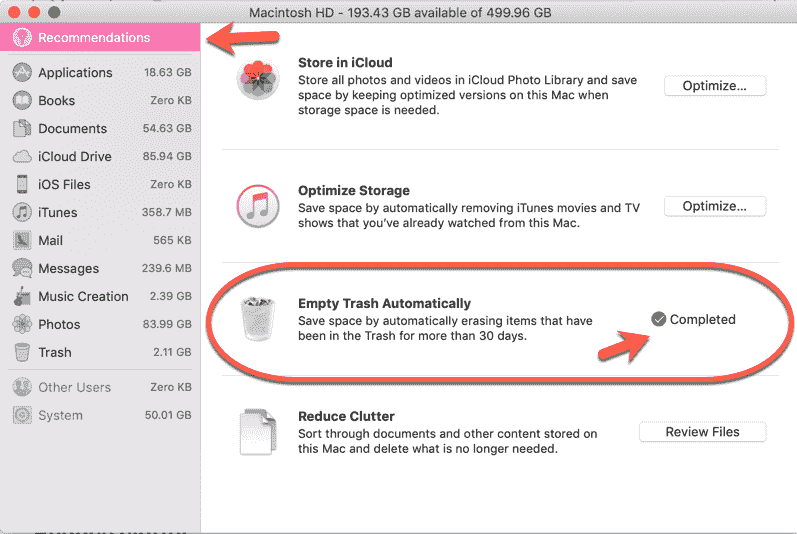 Macintosh HD - 193.43 GB available of 499.96 GB
Recommendations
Applications 18.63 GB
Books Zero KB
Documents 54.63 GB
iCloud Drive 85.94 GB
iOS Files Zero KB
iTunes 358.7 MB
Mail 565 KB
Messages 239.6 MB
Music Creation 2.39 GB
Photos 83.99 GB
Trash 2.11 GB
Other Users Zero KB
System 50.01 GB
Store in iCloud
Store all photos and videos in iCloud Photo Library and save
space by keeping optimized versions on this Mac when
storage space is needed.
Optimize...
Optimize Storage
Save space by automatically removing iTunes movies and TV
shows that you've already watched from this Mac.
Optimize...
Empty Trash Automatically
Save space by automatically erasing items that have
been in the Trash for more than 30 days.
Completed
Reduce Clutter
Sort through documents and other content stored on
this Mac and delete what is no longer needed.
Review Files